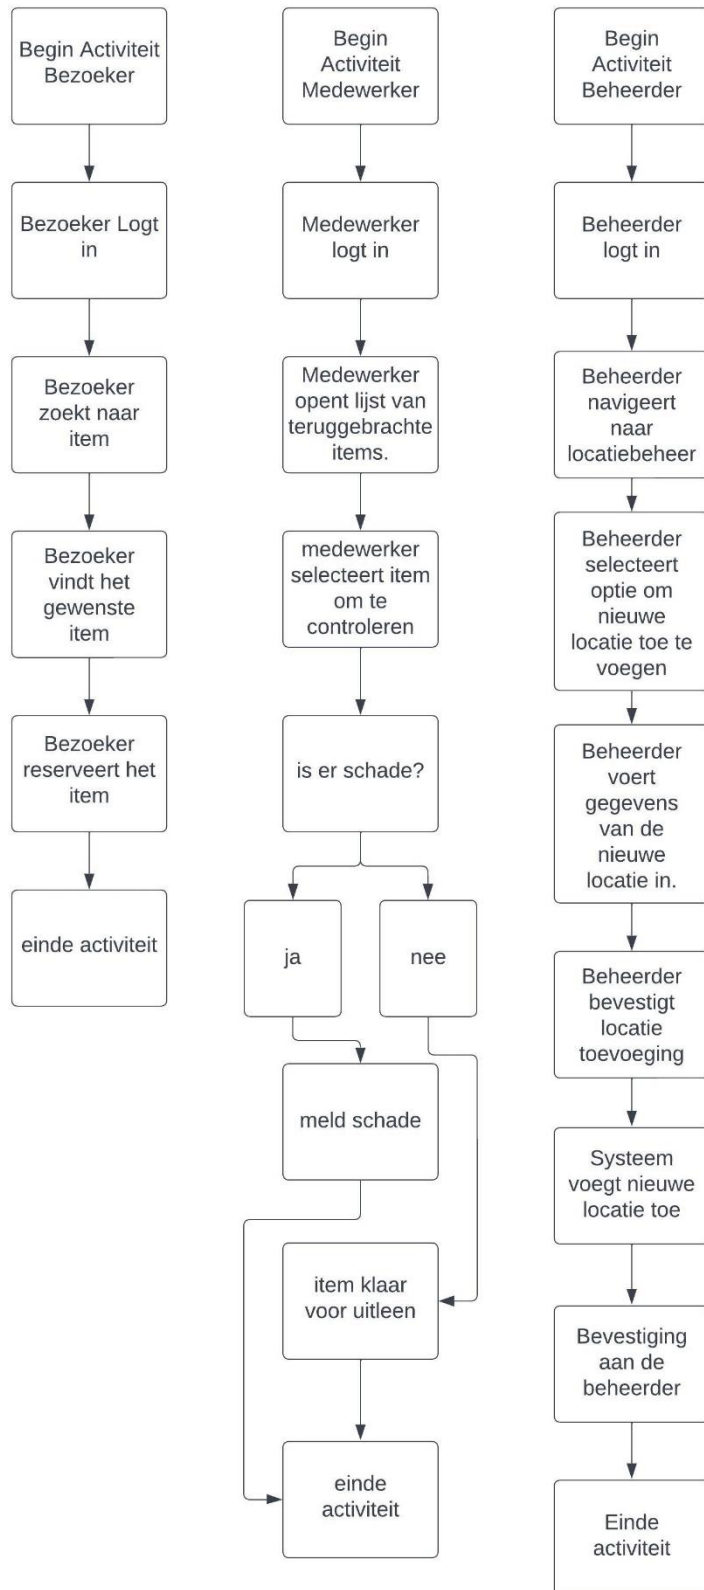 Begin Activiteit
Bezoeker
Bezoeker Logt
in
Bezoeker
zoekt naar
item
Bezoeker
vindt het
gewenste
item
Bezoeker
reserveert het
item
einde activiteit
Begin
Activiteit
Medewerker
Medewerker
logt in
Medewerker
opent lijst van
teruggebrachte
items.
medewerker
selecteert item
om te
controleren
is er schade?
ja
nee
meld schade
item klaar
voor uitleen
einde
activiteit
Begin
Activiteit
Beheerder
Beheerder
logt in
Beheerder
navigeert
naar
locatiebeheer
Beheerder
selecteert
optie om
nieuwe
locatie toe te
voegen
Beheerder
voert
gegevens
van de
nieuwe
locatie in.
Beheerder
bevestigt
locatie
toevoeging
Systeem
voegt nieuwe
locatie toe
Bevestiging
aan de
beheerder
Einde
activiteit